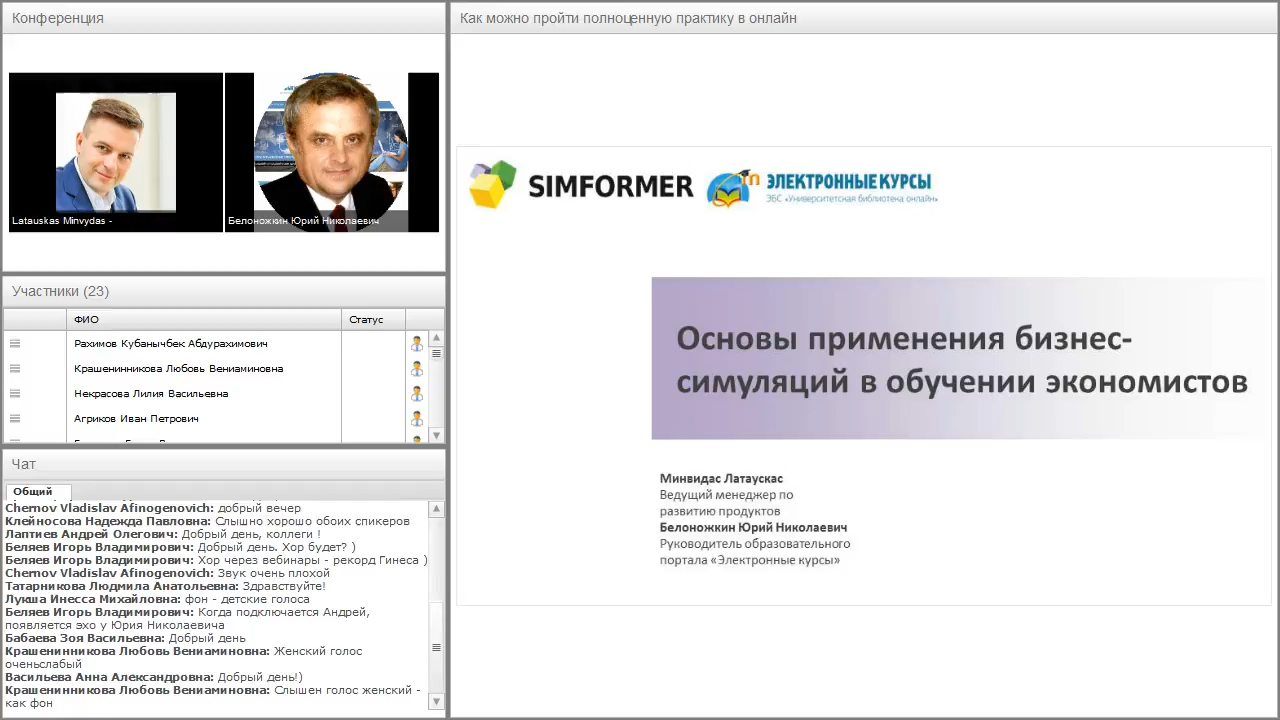 Конференция
Latauskas Minvydas -
Белоножкин Юрий Николаевич
Участники (23)
ФИО
Статус
Рахимов Кубанычбек Абдурахимович
Крашенинникова Любовь Вениаминовна
Некрасова Лилия Васильевна
Агриков Иван Петрович
Чат
Общий
Chernov Vladislav Afinogenovich: добрый вечер
Клейносова Надежда Павловна: Слышно хорошо обоих спикеров
Лаптиев Андрей Олегович: Добрый день, коллеги !
Беляев Игорь Владимирович: Добрый день. Хор будет? )
Беляев Игорь Владимирович: Хор через вебинары - рекорд Гинеса )
Chernov Vladislav Afinogenovich: Звук очень плохой
Татарникова Людмила Анатольевна: Здравствуйте!
Лукша Инесса Михайловна: фон - детские голоса
Беляев Игорь Владимирович: Когда подключается Андрей,
появляется эхо у Юрия Николаевича
Бабаева Зоя Васильевна: Добрый день
Крашенинникова Любовь Вениаминовна: Женский голос
оченьслабый
Васильева Анна Александровна: Добрый день!)
Крашенинникова Любовь Вениаминовна: Слышен голос женский -
как фон
Как можно пройти полноценную практику в онлайн
SIMFORMER
ЭЛЕКТРОННЫЕ КУРСЫ
ЭБС «Университетская библиотека онлайн»
Основы применения бизнес-
симуляций в обучении экономистов
Минвидас Латаускас
Ведущий менеджер по
развитию продуктов
Белоножкин Юрий Николаевич
Руководитель образовательного
портала «Электронные курсы»